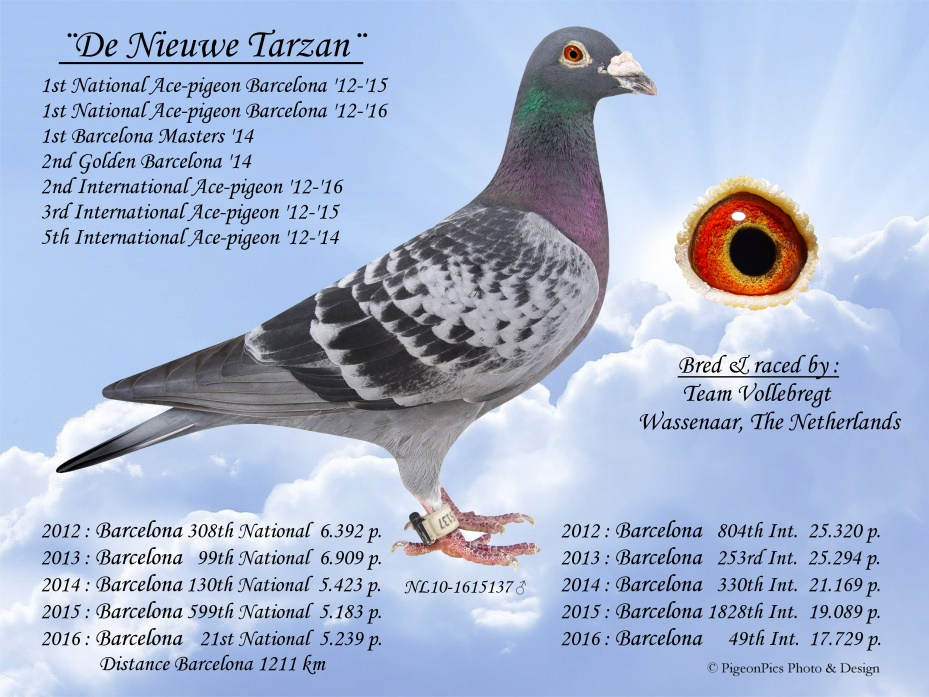 ¨De Nieuwe Tarzan¨
1st National Ace-pigeon Barcelona '12-'15
1st National Ace-pigeon Barcelona '12-'16
1st Barcelona Masters '14
2nd Golden Barcelona '14
2nd International Ace-pigeon '12-'16
3rd International Ace-pigeon '12-'15
5th International Ace-pigeon '12-'14
Bred & raced by :
Team Vollebregt
Wassenaar, The Netherlands
5137
2012 : Barcelona 308th National 6.392 p.
2013 : Barcelona 99th National 6.909 p.
2014 : Barcelona 130th National 5.423 p.
2015 : Barcelona 599th National 5.183 p.
2016 : Barcelona 21st National 5.239 p.
Distance Barcelona 1211 km
NL10-1615137♂
2012 : Barcelona 804th Int. 25.320 p.
2013 : Barcelona 253rd Int. 25.294 p.
2014 : Barcelona 330th Int. 21.169 p.
2015 : Barcelona 1828th Int. 19.089 p.
2016 : Barcelona 49th Int. 17.729 p.
© PigeonPics Photo & Design